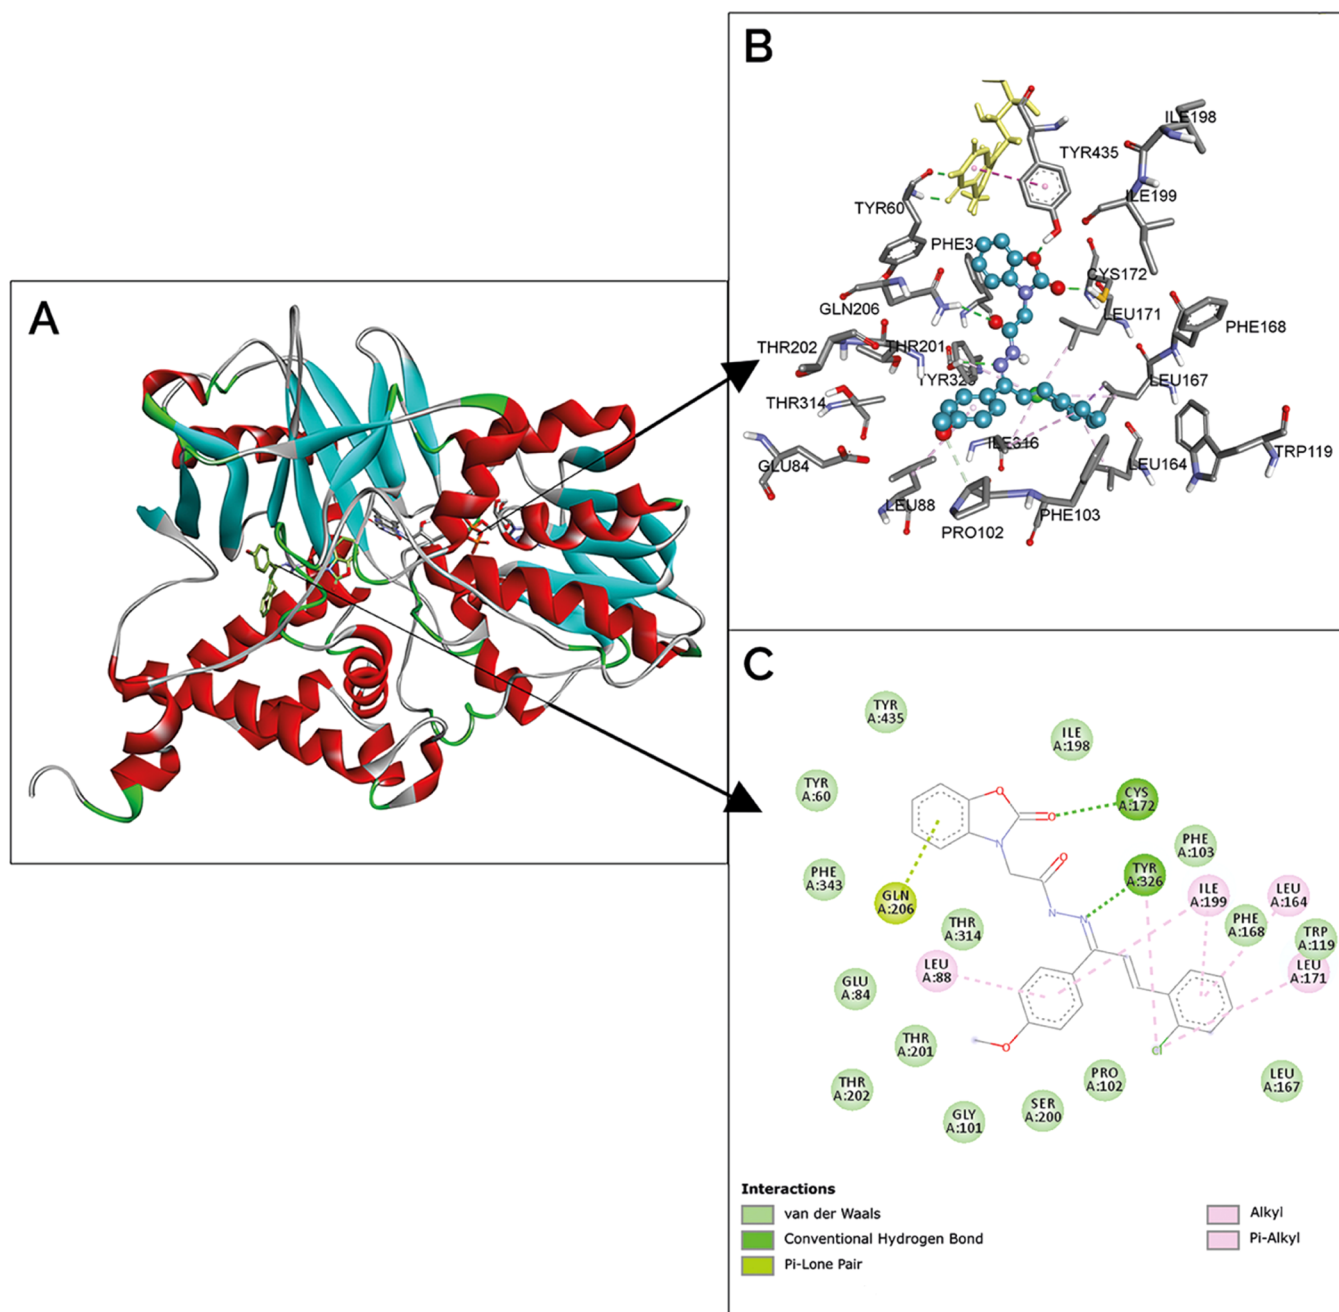 A
B
ILE198
TYR435
ILE199
TYR60
PHE3
CYS172
GLN206
LEU171
PHE168
THR202
THR201
TYR326
LEU167
THR314
ILE316
GLU84
LEU164
TRP119
LEU88
PHE103
PRO102
C
TYR
A:435
ILE
A:198
TYR
A:60
CYS
A:172
O
O
PHE
A:103
N
O
PHE
A:343
TYR
A:326
GLN
A:206
ILE
A:199
LEU
A:164
N
N
THR
A:314
PHE
A:168
TRP
A:119
LEU
A:88
LEU
A:171
GLU
A:84
THR
A:201
O
Cl
THR
A:202
PRO
A:102
LEU
A:167
GLY
A:101
SER
A:200
Interactions
van der Waals
Conventional Hydrogen Bond
Pi-Lone Pair
Alkyl
Pi-Alkyl